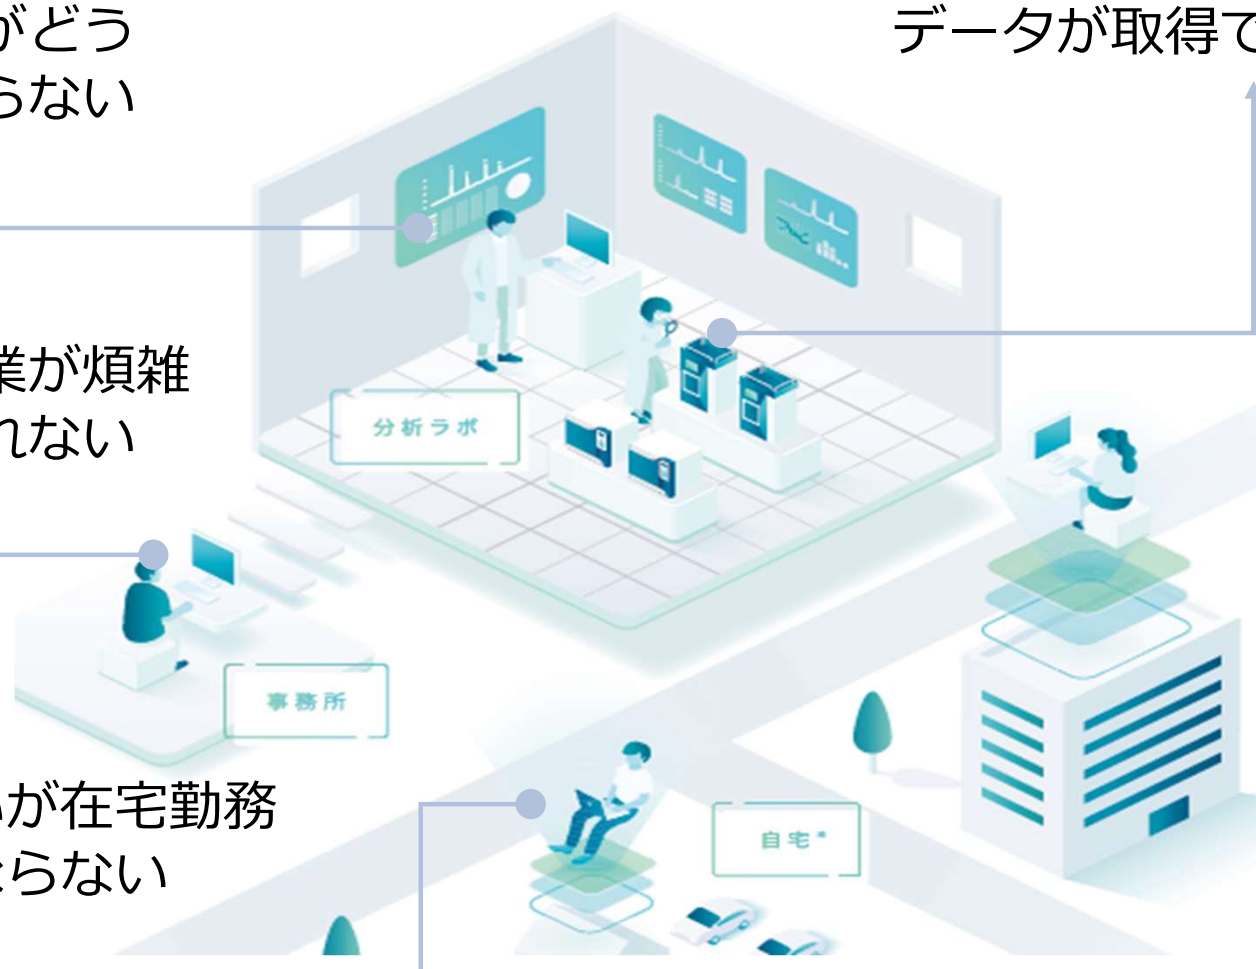 がどう
らない
データが取得で
業が煩雑
れない
分析ラボ
事務所
が在宅勤務
ならない
自宅*